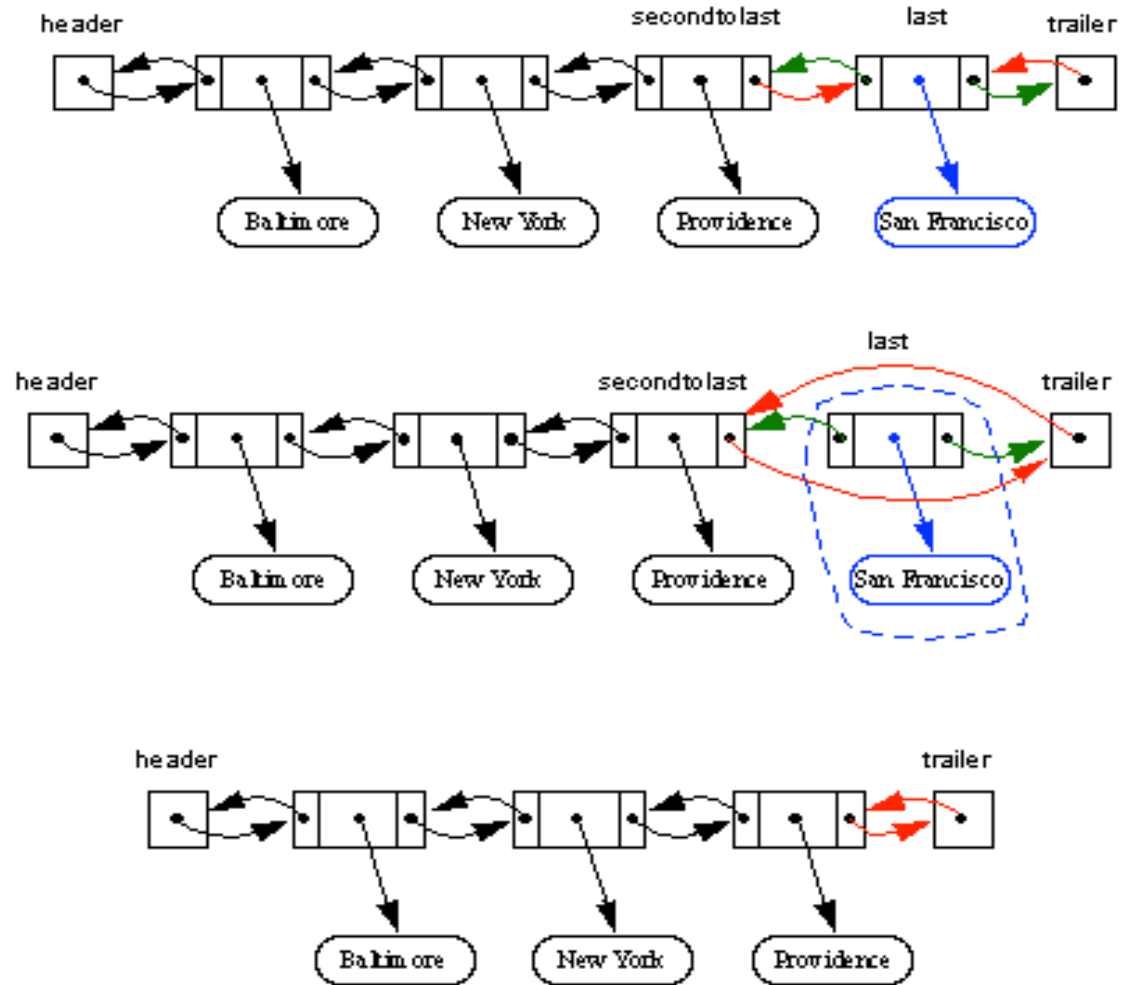 header
secondtolast
last
trailer
Baltimore
New York
Providence
San Francisco
header
secondtolast
last
trailer
Baltimore
New York
Providence
San Francisco
header
trailer
Baltimore
New York
Providence